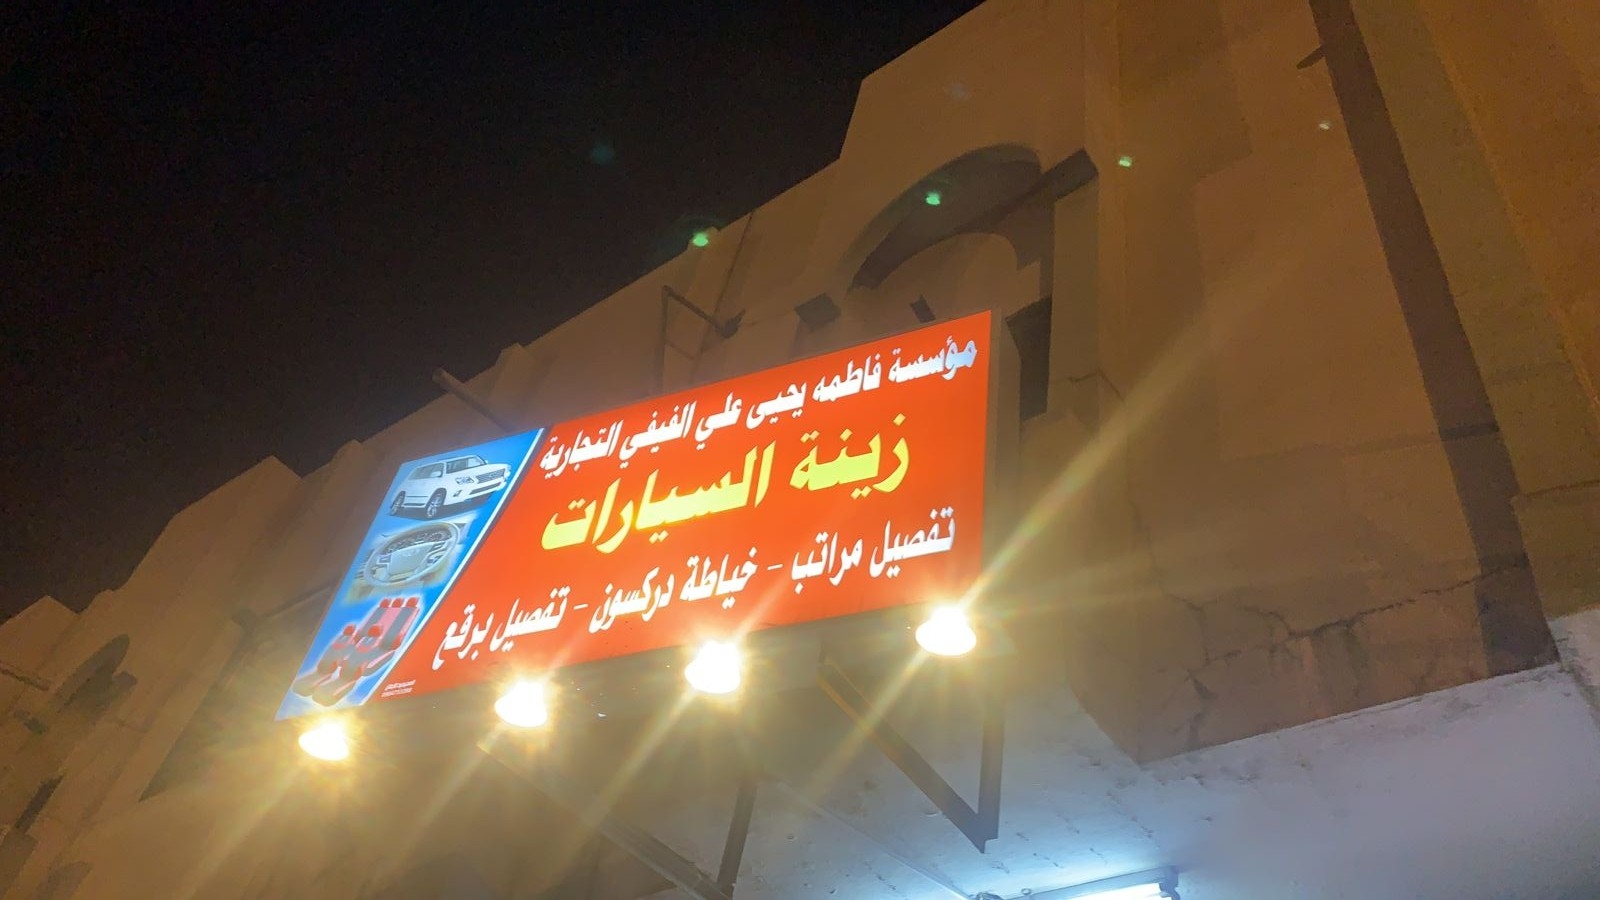 مؤسسة فاطمه يحيى علي الفيفي التجارية
زينة السيارات
تفصيل مراتب - خياطة دركسون - تفصيل برقع